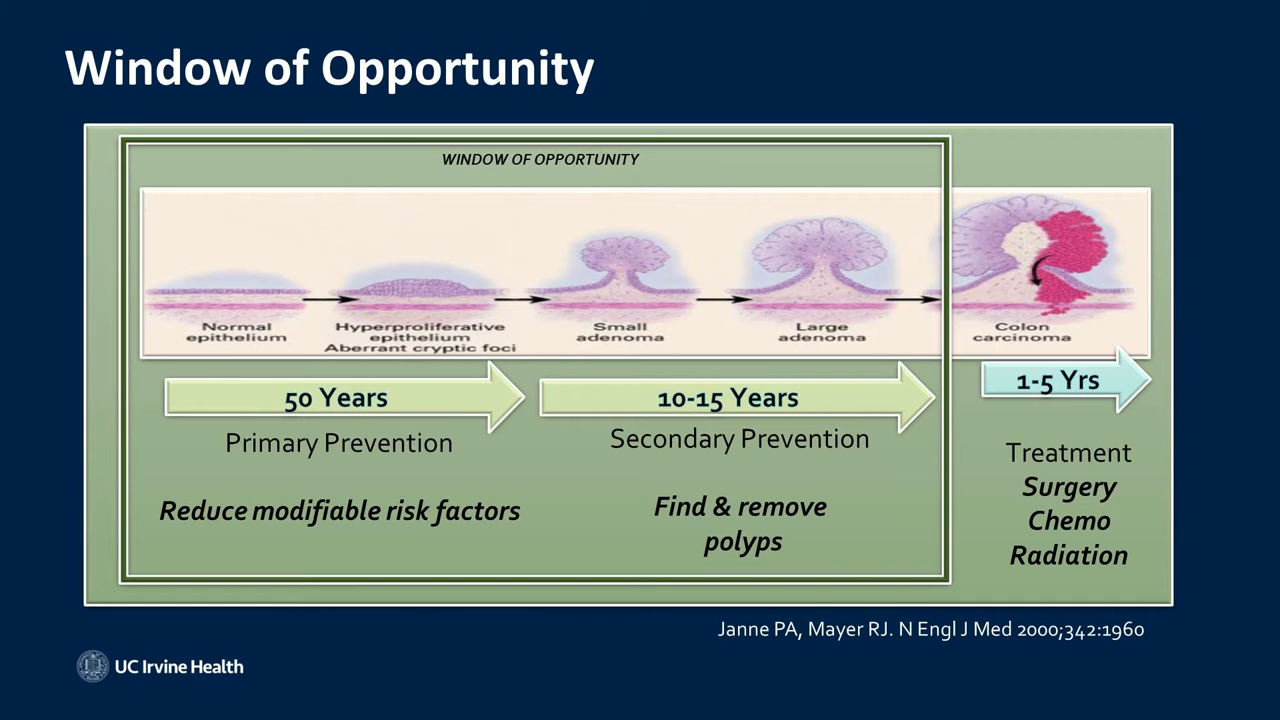 Window of Opportunity
WINDOW OF OPPORTUNITY
Normal
epithelium
Hyperproliferative
epithelium
Aberrant cryptic foci
Small
adenoma
Large
adenoma
Colon
carcinoma
50 Years
10-15 Years
1-5 Yrs
Primary Prevention
Secondary Prevention
Reduce modifiable risk factors
Find & remove
polyps
Treatment
Surgery
Chemo
Radiation
Janne PA, Mayer RJ. N Engl J Med 2000;342:1960
UC Irvine Health